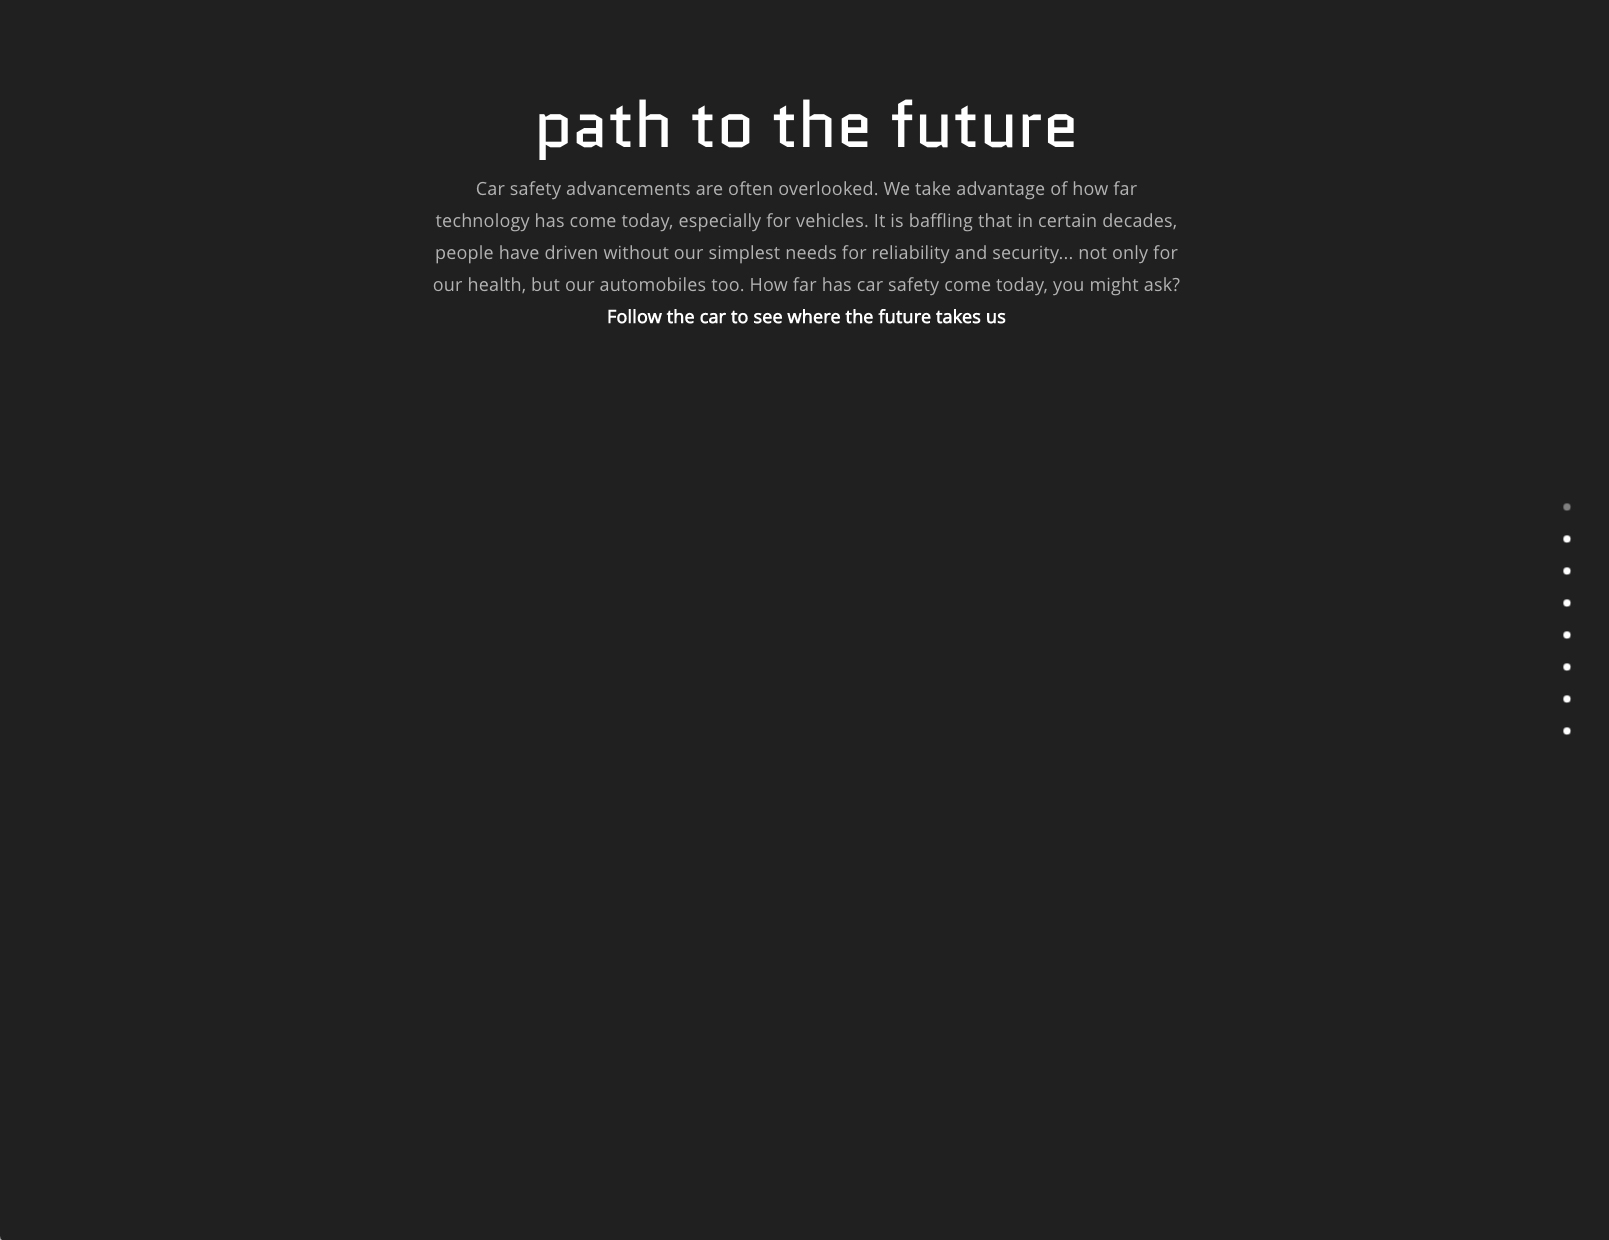 path to the future
Car safety advancements are often overlooked. We take advantage of how far
technology has come today, especially for vehicles. It is baffling that in certain decades,
people have driven without our simplest needs for reliability and security... not only for
our health, but our automobiles too. How far has car safety come today, you might ask?
Follow the car to see where the future takes us